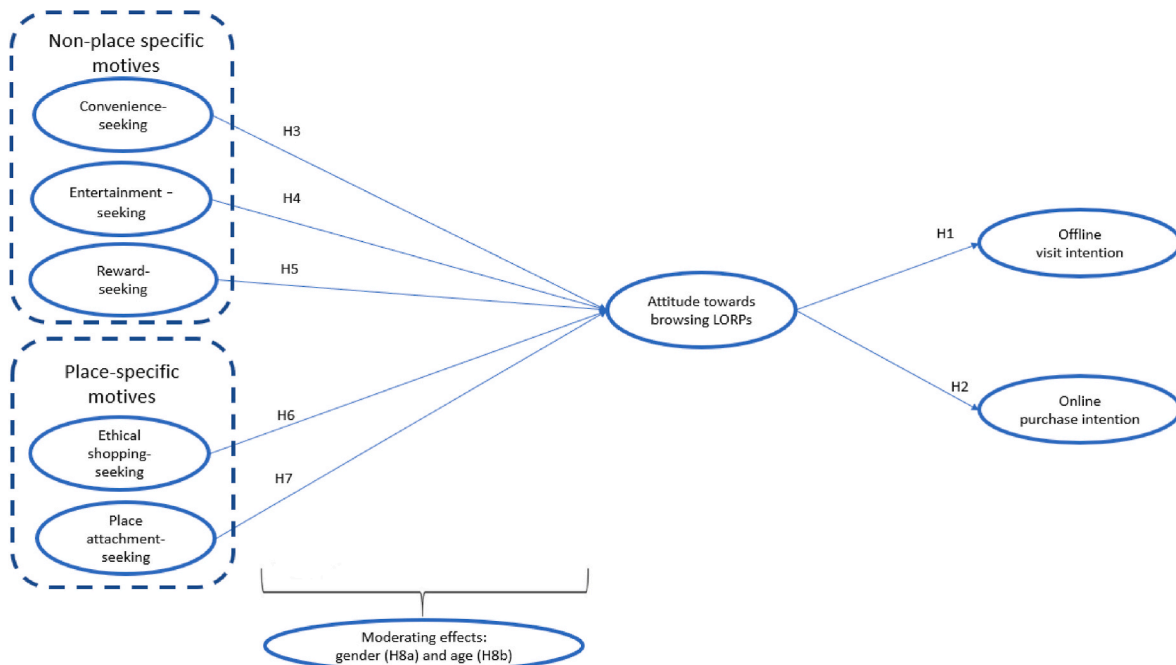 Non-place specific
motives
Convenience-
seeking
Entertainment –
seeking
Reward-
seeking
Place-specific
motives
Ethical
shopping-
seeking
Place
attachment-
seeking
H3
H4
H5
H6
H7
Attitude towards
browsing LORPs
H1
H2
Offline
visit intention
Online
purchase intention
Moderating effects:
gender (H8a) and age (H8b)